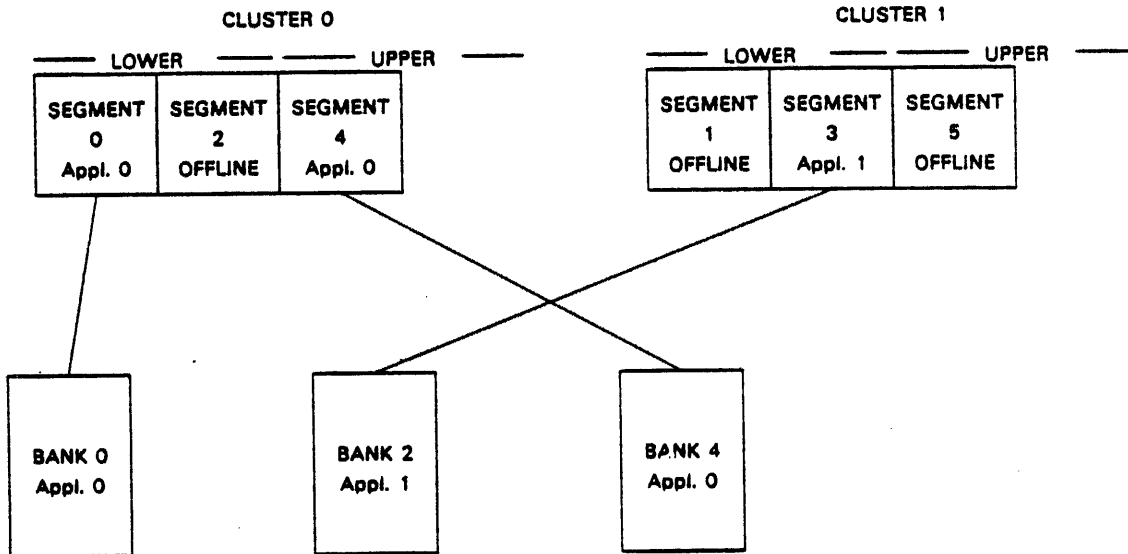 CLUSTER 0
LOWER UPPER
SEGMENT 0 Appl. 0
SEGMENT 2 OFFLINE
SEGMENT 4 Appl. 0
CLUSTER 1
LOWER UPPER
SEGMENT 1 OFFLINE
SEGMENT 3 Appl. 1
SEGMENT 5 OFFLINE
BANK 0
Appl. 0
BANK 2
Appl. 1
BANK 4
Appl. 0